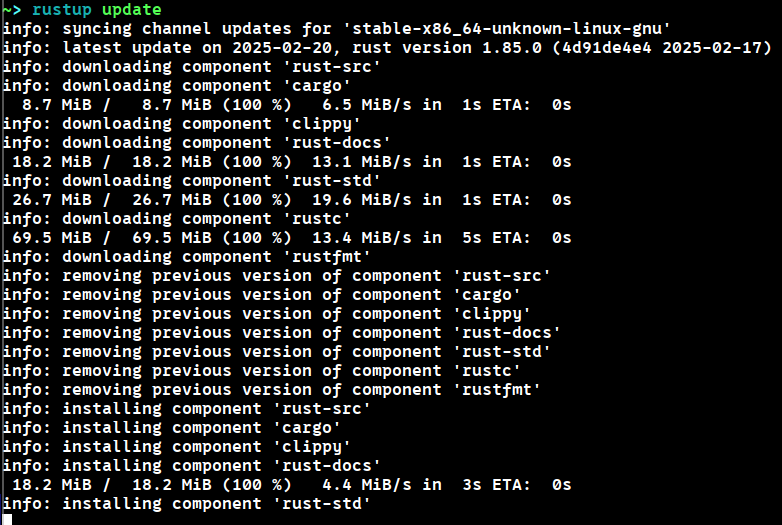 ~> rustup update
info: syncing channel updates for 'stable-x86_64-unknown-linux-gnu'
info: latest update on 2025-02-20, rust version 1.85.0 (4d91de4e4 2025-02-17)
info: downloading component 'rust-src'
info: downloading component 'cargo'
  8.7 MiB /   8.7 MiB (100 %)   6.5 MiB/s in  1s ETA:  0s
info: downloading component 'clippy'
info: downloading component 'rust-docs'
 18.2 MiB /  18.2 MiB (100 %)  13.1 MiB/s in  1s ETA:  0s
info: downloading component 'rust-std'
 26.7 MiB /  26.7 MiB (100 %)  19.6 MiB/s in  1s ETA:  0s
info: downloading component 'rustc'
 69.5 MiB /  69.5 MiB (100 %)  13.4 MiB/s in  5s ETA:  0s
info: downloading component 'rustfmt'
info: removing previous version of component 'rust-src'
info: removing previous version of component 'cargo'
info: removing previous version of component 'clippy'
info: removing previous version of component 'rust-docs'
info: removing previous version of component 'rust-std'
info: removing previous version of component 'rustc'
info: removing previous version of component 'rustfmt'
info: installing component 'rust-src'
info: installing component 'cargo'
info: installing component 'clippy'
info: installing component 'rust-docs'
 18.2 MiB /  18.2 MiB (100 %)   4.4 MiB/s in  3s ETA:  0s
info: installing component 'rust-std'